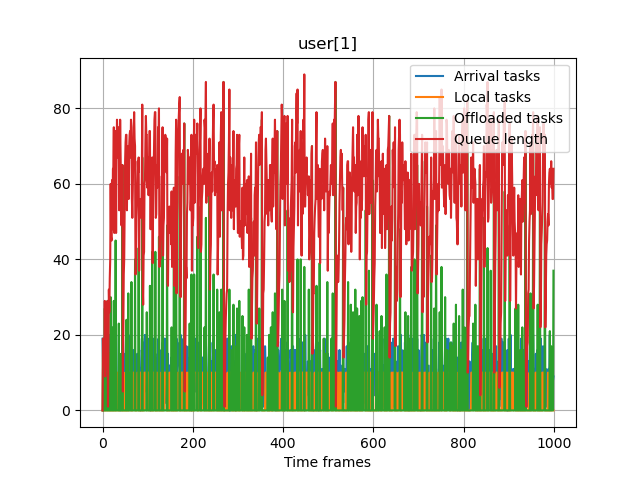 user[1]
Arrival tasks
Local tasks
Offloaded tasks
Queue length
80
60
40
20
0
0 200 400 600 800 1000
Time frames